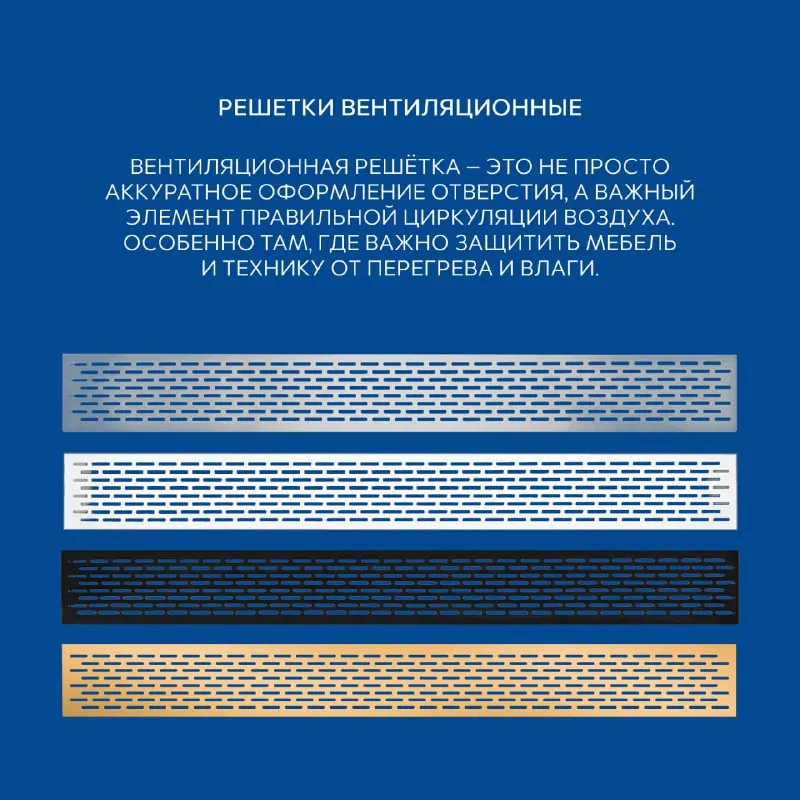 РЕШЕТКИ ВЕНТИЛЯЦИОННЫЕ
ВЕНТИЛЯЦИОННАЯ РЕШЁТКА – ЭТО НЕ ПРОСТО
АККУРАТНОЕ ОФОРМЛЕНИЕ ОТВЕРСТИЯ, А ВАЖНЫЙ
ЭЛЕМЕНТ ПРАВИЛЬНОЙ ЦИРКУЛЯЦИИ ВОЗДУХА.
ОСОБЕННО ТАМ, ГДЕ ВАЖНО ЗАЩИТИТЬ МЕБЕЛЬ
И ТЕХНИКУ ОТ ПЕРЕГРЕВА И ВЛАГИ.